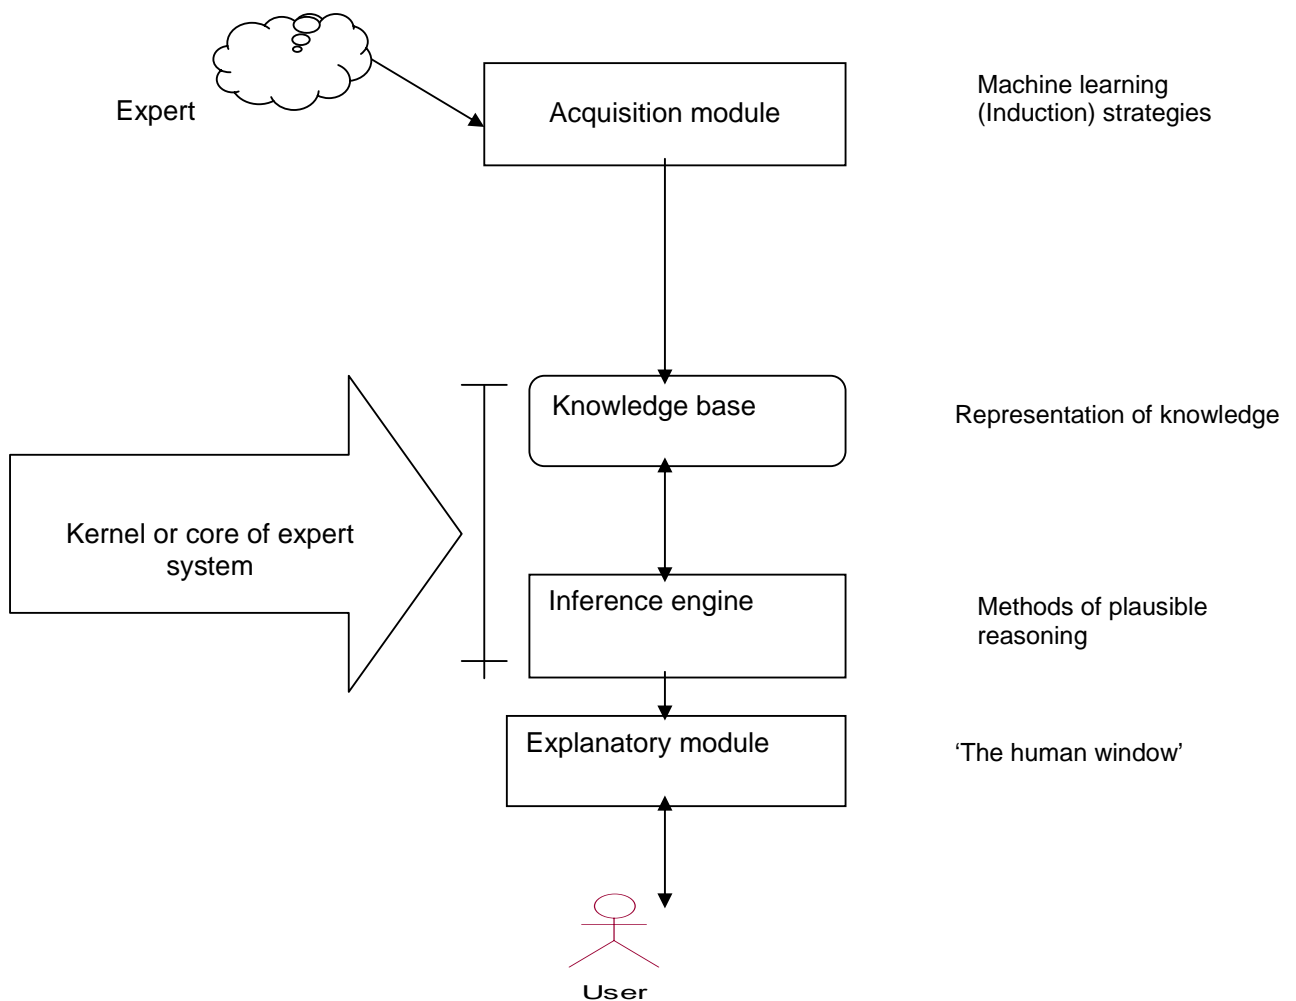 Expert
Acquisition module
Machine learning
(Induction) strategies
Knowledge base
Representation of knowledge
Kernel or core of expert
system
Inference engine
Methods of plausible
reasoning
Explanatory module
‘The human window’
User